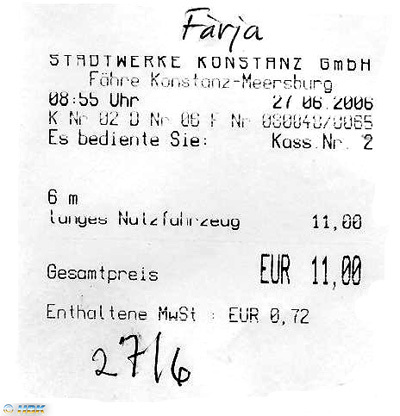 Färja
STADTWERKE KONSTANZ GmbH
Fähre Konstanz-Meersburg
08:55 Uhr 27.06.2006
K Nr 02 D Nr 06 F Nr 080040/0065
Es bediente Sie: Kass.Nr. 2
6 m
langes Nutzfahrzeug 11,00
Gesamtpreis EUR 11,00
Enthaltene MwSt : EUR 0,72
27/6